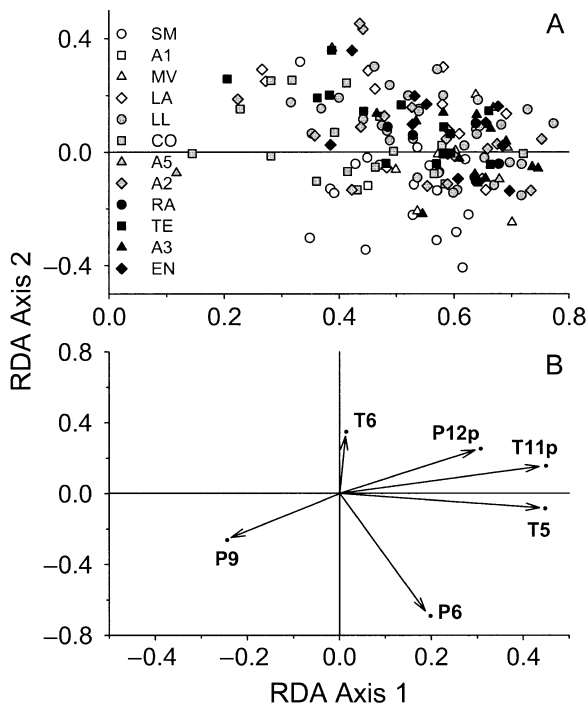 A
SM
A1
MV
LA
LL
CO
A5
A2
RA
TE
A3
EN
0.4
0.0
−0.4
0.0 0.2 0.4 0.6 0.8
RDA Axis 2
B
0.8
0.4
0.0
−0.4
−0.8
T6
P12p
T11p
T5
P9
P6
−0.4 −0.2 0.0 0.2 0.4
RDA Axis 1